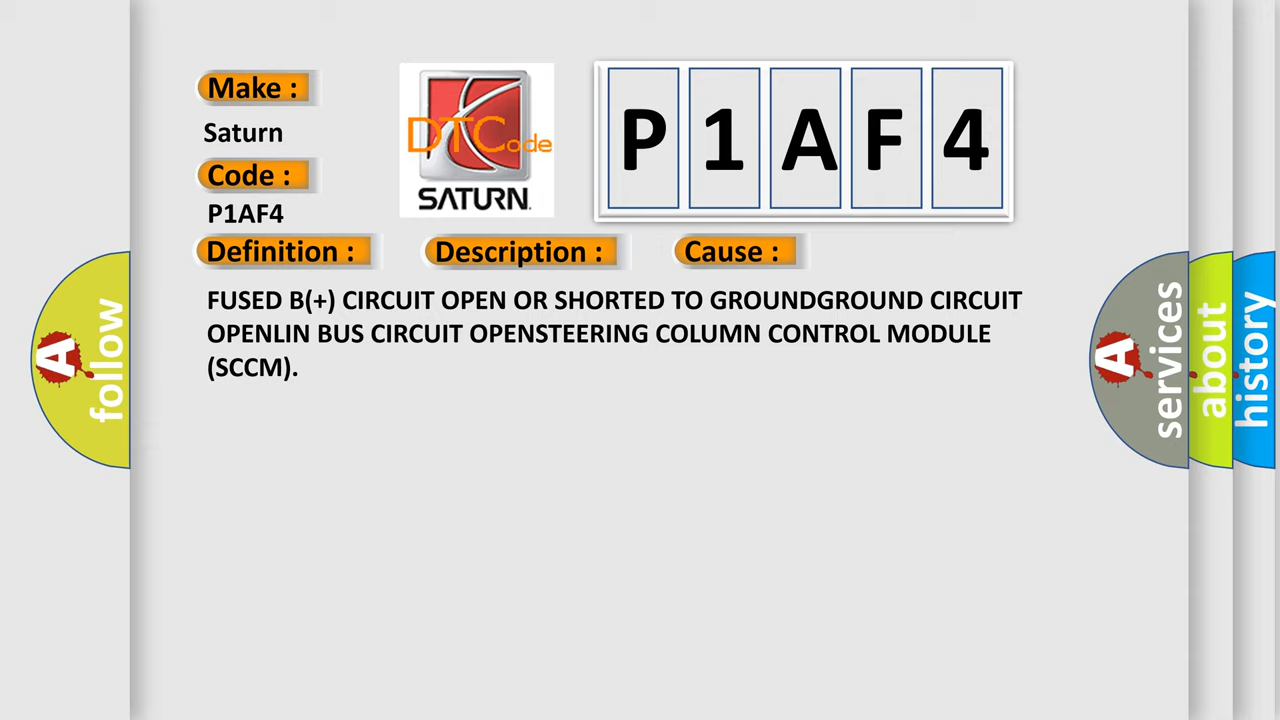 Make :
Saturn
Code :
P1AF4
DTCode
SATURN
P 1 A F 4
Definition :
Description :
Cause :
FUSED B(+) CIRCUIT OPEN OR SHORTED TO GROUNDGROUND CIRCUIT
OPENLIN BUS CIRCUIT OPENSTEERING COLUMN CONTROL MODULE
(SCCM).
A follow
A services
about
history